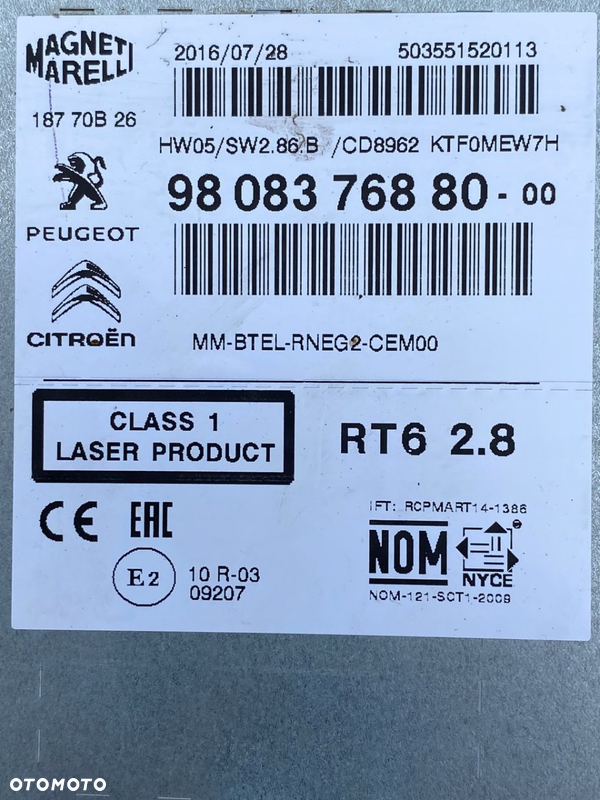 MAGNETI
MARELLI
2016/07/28 503551520113
187 70B 26
HW05/SW2.86.B /CD8962 KTF0MEW7H
98 083 768 80 - 00
PEUGEOT
CITROËN
MM-BTEL-RNEG2-CEM00
CLASS 1
LASER PRODUCT
RT6 2.8
IFT: RCPMART14-1386
CE EAC
NOM
NYCE
E2
10 R-03
09207
NOM-121-SCT1-2009
OTOMOTO